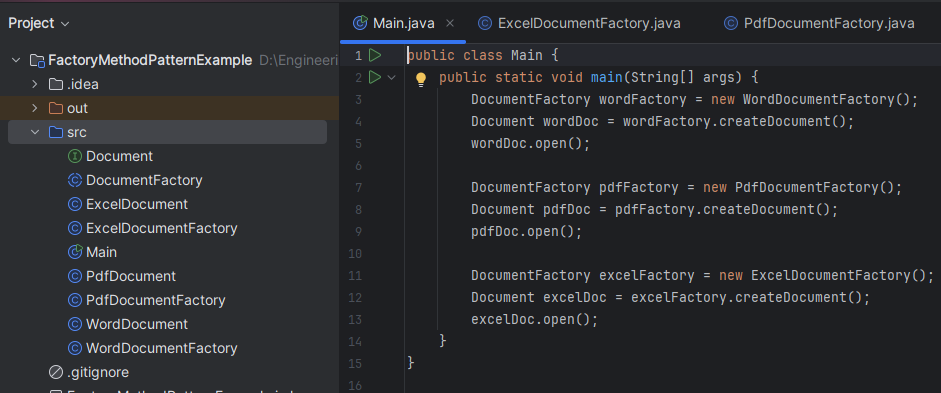 Project
FactoryMethodPatternExample D:\Engineeri
.idea
out
src
Document
DocumentFactory
ExcelDocument
ExcelDocumentFactory
Main
PdfDocument
PdfDocumentFactory
WordDocument
WordDocumentFactory
.gitignore
Main.java
ExcelDocumentFactory.java
PdfDocumentFactory.java
1 public class Main {
2 public static void main(String[] args) {
3 DocumentFactory wordFactory = new WordDocumentFactory();
4 Document wordDoc = wordFactory.createDocument();
5 wordDoc.open();
6
7 DocumentFactory pdfFactory = new PdfDocumentFactory();
8 Document pdfDoc = pdfFactory.createDocument();
9 pdfDoc.open();
10
11 DocumentFactory excelFactory = new ExcelDocumentFactory();
12 Document excelDoc = excelFactory.createDocument();
13 excelDoc.open();
14 }
15 }
16